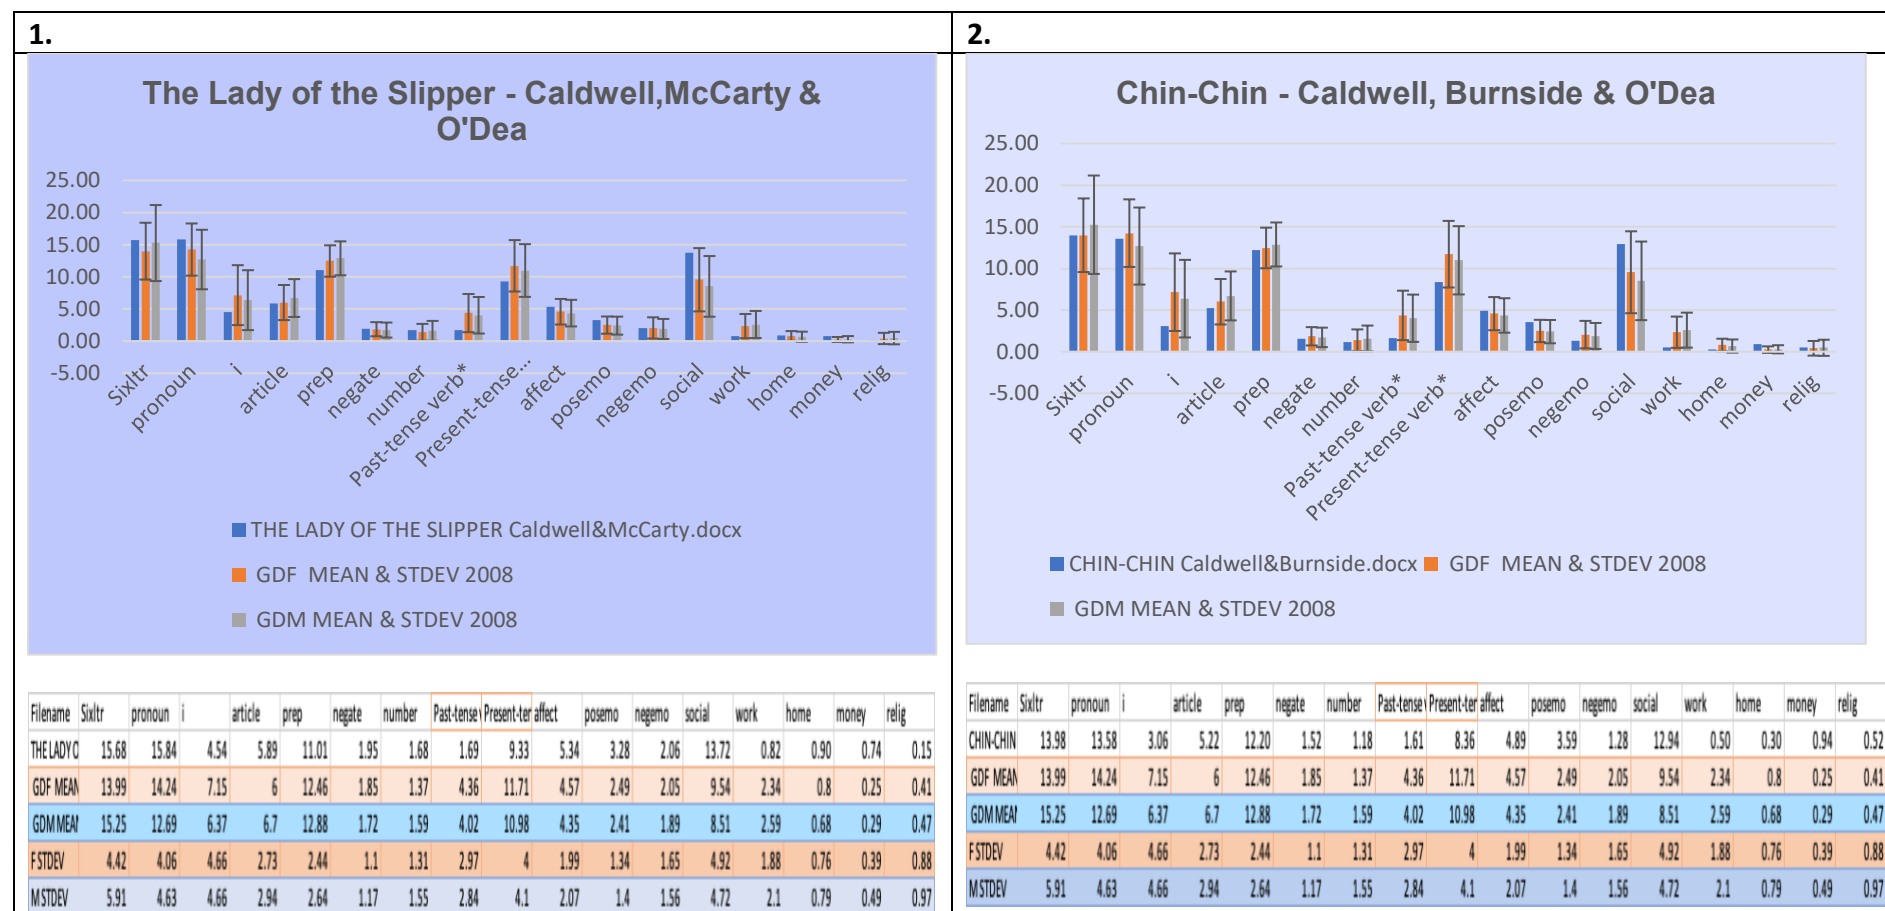 1.
The Lady of the Slipper - Caldwell,McCarty &
O'Dea
25.00
20.00
15.00
10.00
5.00
0.00
-5.00
Sixltr
pronoun
i
article
prep
negate
number
Past-tense verb*
Present-tense...
affect
posemo
negemo
social
work
home
money
relig
THE LADY OF THE SLIPPER Caldwell&McCarty.docx
GDF MEAN & STDEV 2008
GDM MEAN & STDEV 2008
Filename Sixltr pronoun i article prep negate number Past-tense v Present-ter affect posemo negemo social work home money relig
THE LADY O 15.68 15.84 4.54 5.89 11.01 1.95 1.68 1.69 9.33 5.34 3.28 2.06 13.72 0.82 0.90 0.74 0.15
GDF MEAN 13.99 14.24 7.15 6 12.46 1.85 1.37 4.36 11.71 4.57 2.49 2.05 9.54 2.34 0.8 0.25 0.41
GDM MEAN 15.25 12.69 6.37 6.7 12.88 1.72 1.59 4.02 10.98 4.35 2.41 1.89 8.51 2.59 0.68 0.29 0.47
F STDEV 4.42 4.06 4.66 2.73 2.44 1.1 1.31 2.97 4 1.99 1.34 1.65 4.92 1.88 0.76 0.39 0.88
M STDEV 5.91 4.63 4.66 2.94 2.64 1.17 1.55 2.84 4.1 2.07 1.4 1.56 4.72 2.1 0.79 0.49 0.97
2.
Chin-Chin - Caldwell, Burnside & O'Dea
25.00
20.00
15.00
10.00
5.00
0.00
-5.00
Sixltr
pronoun
i
article
prep
negate
number
Past-tense verb*
Present-tense verb*
affect
posemo
negemo
social
work
home
money
relig
CHIN-CHIN Caldwell&Burnside.docx GDF MEAN & STDEV 2008
GDM MEAN & STDEV 2008
Filename Sixltr pronoun i article prep negate number Past-tense v Present-ter affect posemo negemo social work home money relig
CHIN-CHIN 13.98 13.58 3.06 5.22 12.20 1.52 1.18 1.61 8.36 4.89 3.59 1.28 12.94 0.50 0.30 0.94 0.52
GDF MEAN 13.99 14.24 7.15 6 12.46 1.85 1.37 4.36 11.71 4.57 2.49 2.05 9.54 2.34 0.8 0.25 0.41
GDM MEAN 15.25 12.69 6.37 6.7 12.88 1.72 1.59 4.02 10.98 4.35 2.41 1.89 8.51 2.59 0.68 0.29 0.47
F STDEV 4.42 4.06 4.66 2.73 2.44 1.1 1.31 2.97 4 1.99 1.34 1.65 4.92 1.88 0.76 0.39 0.88
M STDEV 5.91 4.63 4.66 2.94 2.64 1.17 1.55 2.84 4.1 2.07 1.4 1.56 4.72 2.1 0.79 0.49 0.97